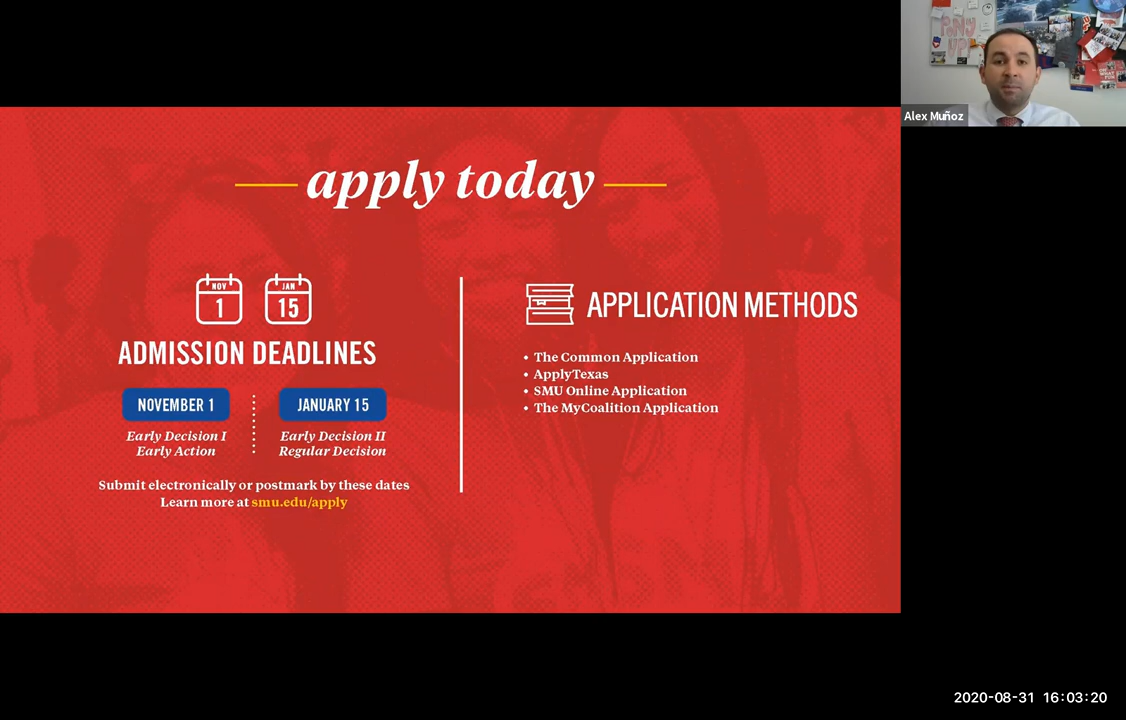 PONY
UP!
Alex Muñoz
apply today
NOV
1
JAN
15
ADMISSION DEADLINES
NOVEMBER 1
Early Decision I
Early Action
JANUARY 15
Early Decision II
Regular Decision
Submit electronically or postmark by these dates
Learn more at smu.edu/apply
APPLICATION METHODS
• The Common Application
• ApplyTexas
• SMU Online Application
• The MyCoalition Application
2020-08-31 16:03:20